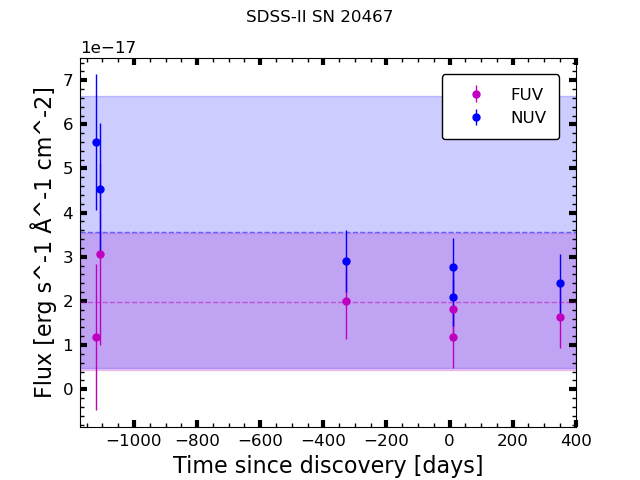 SDSS-II SN 20467
1e−17
FUV
NUV
7
6
5
4
3
2
1
0
Flux [erg s^-1 Å^-1 cm^-2]
−1000 −800 −600 −400 −200 0 200 400
Time since discovery [days]